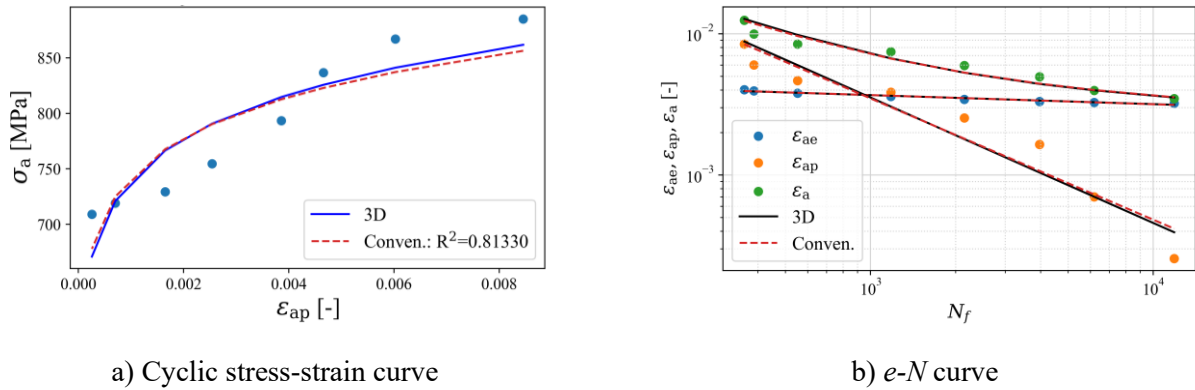 850
800
750
700
σa [MPa]
0.000
0.002
0.004
0.006
0.008
εap [-]
3D
Conven.: R²=0.81330
10⁻²
10⁻³
εae, εap, εa [-]
εae
εap
εa
3D
Conven.
10³
10⁴
Nf
a) Cyclic stress-strain curve
b) e-N curve